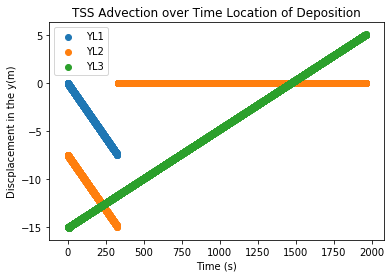 TSS Advection over Time Location of Deposition
YL1
YL2
YL3
Discplacement in the y(m)
5
0
−5
−10
−15
0 250 500 750 1000 1250 1500 1750 2000
Time (s)